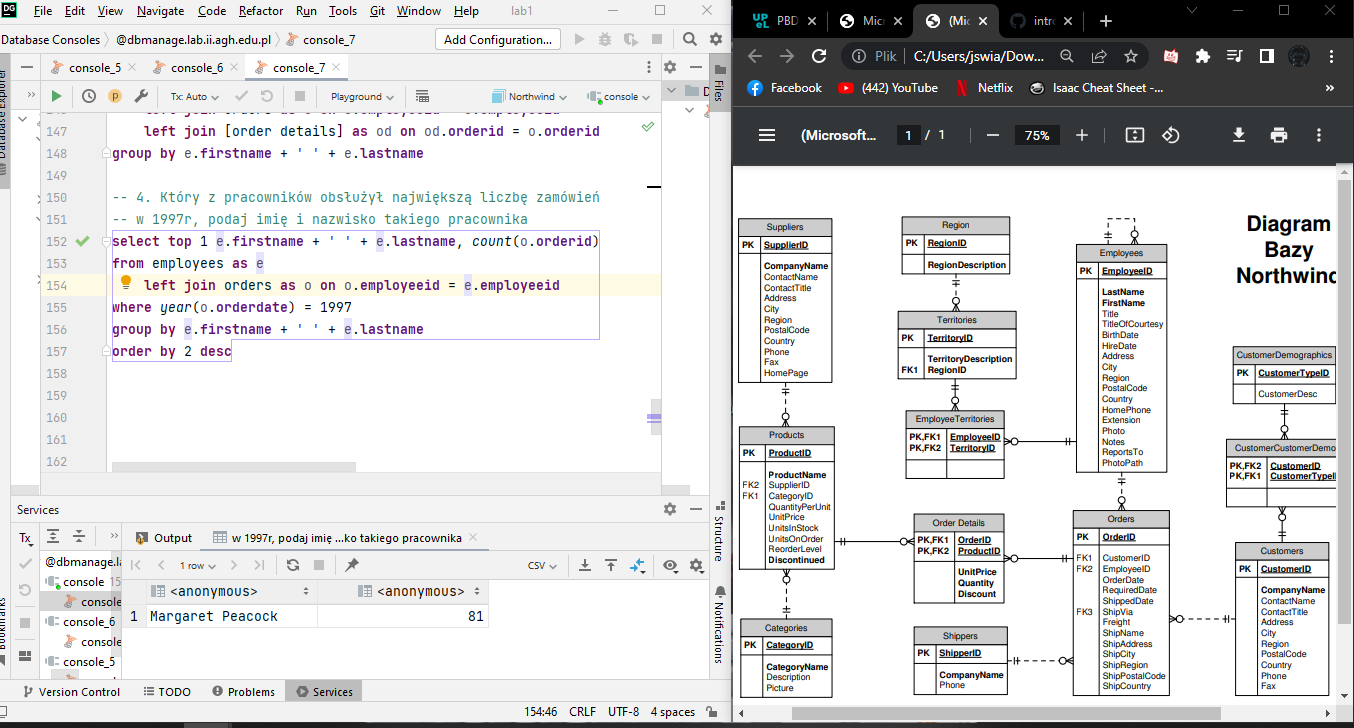 File Edit View Navigate Code Refactor Run Tools Git Window Help lab1
Database Consoles @dbmanage.lab.ii.agh.edu.pl console_7 Add Configuration...
console_5 console_6 console_7
Tx: Auto Playground Northwind console
Database Explorer
Files
147 left join [order details] as od on od.orderid = o.orderid
148 group by e.firstname + ' ' + e.lastname
149
150 -- 4. Który z pracowników obsłużył największą liczbę zamówień
151 -- w 1997r, podaj imię i nazwisko takiego pracownika
152 select top 1 e.firstname + ' ' + e.lastname, count(o.orderid)
153 from employees as e
154 left join orders as o on o.employeeid = e.employeeid
155 where year(o.orderdate) = 1997
156 group by e.firstname + ' ' + e.lastname
157 order by 2 desc
158
159
160
161
162
Services
Tx Output w 1997r, podaj imię ...ko takiego pracownika
@dbmanage.la
console 15
console
console_6
console
console_5
1 row CSV
<anonymous> <anonymous>
1 Margaret Peacock 81
Structure
Notifications
Bookmarks
Version Control TODO Problems Services
154:46 CRLF UTF-8 4 spaces
UPeL PBD Micr (Mic intro
Plik C:/Users/jswia/Dow...
Facebook (442) YouTube Netflix Isaac Cheat Sheet -... »
(Microsoft... 1 / 1 75%
Diagram
Bazy
Northwind
Suppliers
PK SupplierID
CompanyName
ContactName
ContactTitle
Address
City
Region
PostalCode
Country
Phone
Fax
HomePage
Products
PK ProductID
ProductName
FK2 SupplierID
FK1 CategoryID
QuantityPerUnit
UnitPrice
UnitsInStock
UnitsOnOrder
ReorderLevel
Discontinued
Categories
PK CategoryID
CategoryName
Description
Picture
Region
PK RegionID
RegionDescription
Territories
PK TerritoryID
TerritoryDescription
FK1 RegionID
EmployeeTerritories
PK,FK1 EmployeeID
PK,FK2 TerritoryID
Order Details
PK,FK1 OrderID
PK,FK2 ProductID
UnitPrice
Quantity
Discount
Shippers
PK ShipperID
CompanyName
Phone
Employees
PK EmployeeID
LastName
FirstName
Title
TitleOfCourtesy
BirthDate
HireDate
Address
City
Region
PostalCode
Country
HomePhone
Extension
Photo
Notes
ReportsTo
PhotoPath
Orders
PK OrderID
FK1 CustomerID
FK2 EmployeeID
OrderDate
RequiredDate
ShippedDate
FK3 ShipVia
Freight
ShipName
ShipAddress
ShipCity
ShipRegion
ShipPostalCode
ShipCountry
CustomerDemographics
PK CustomerTypeID
CustomerDesc
CustomerCustomerDemo
PK,FK2 CustomerID
PK,FK1 CustomerTypeI
Customers
PK CustomerID
CompanyName
ContactName
ContactTitle
Address
City
Region
PostalCode
Country
Phone
Fax